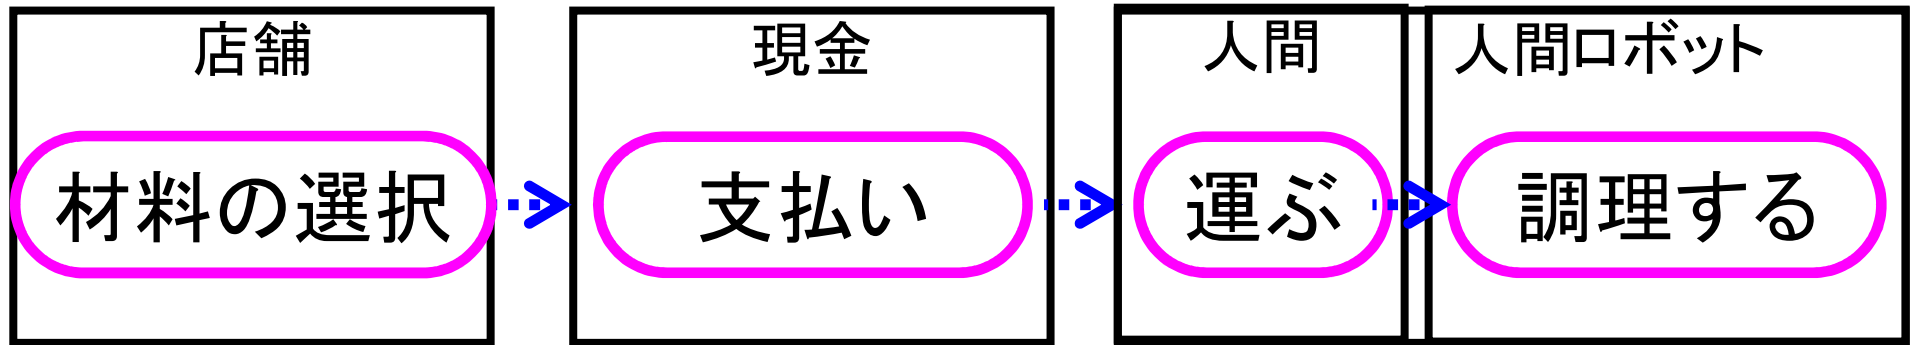 店舗
現金
人間
人間ロボット
材料の選択
支払い
運ぶ
調理する